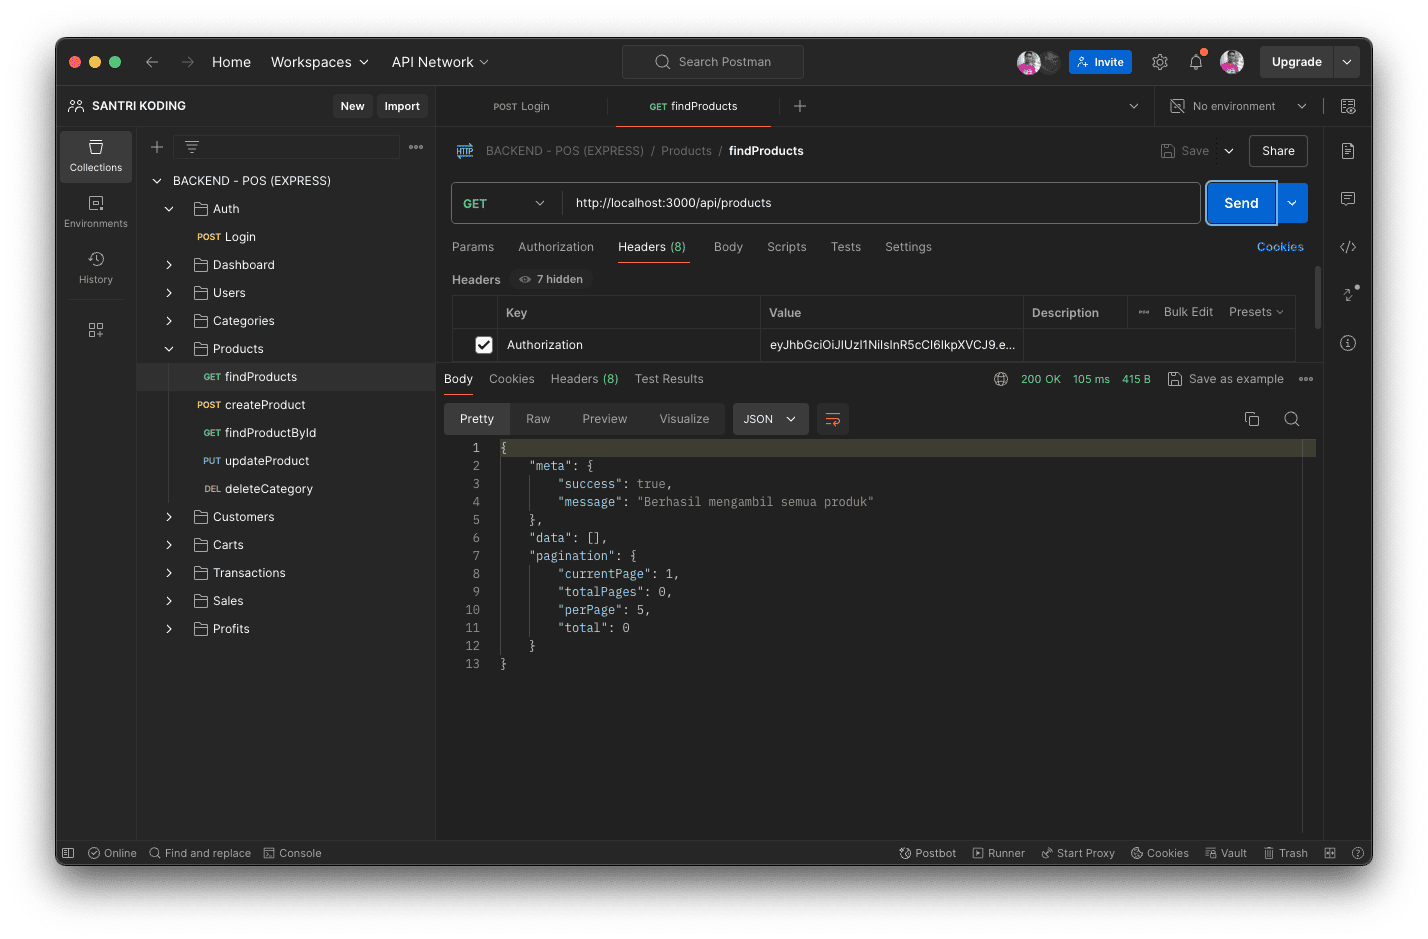 Home
Workspaces
API Network
Search Postman
Invite
Upgrade
SANTRI KODING
New
Import
POST Login
GET findProducts
No environment
Collections
Environments
History
BACKEND - POS (EXPRESS)
Auth
POST Login
Dashboard
Users
Categories
Products
GET findProducts
POST createProduct
GET findProductById
PUT updateProduct
DEL deleteCategory
Customers
Carts
Transactions
Sales
Profits
HTTP BACKEND - POS (EXPRESS) / Products / findProducts
Save
Share
GET http://localhost:3000/api/products
Send
Params Authorization Headers (8) Body Scripts Tests Settings Cookies
Headers 7 hidden
Key Value Description Bulk Edit Presets
Authorization eyJhbGciOiJIUzI1NiIsInR5cCI6IkpXVCJ9.e...
Body Cookies Headers (8) Test Results 200 OK 105 ms 415 B Save as example
Pretty Raw Preview Visualize JSON
1 {
2 "meta": {
3 "success": true,
4 "message": "Berhasil mengambil semua produk"
5 },
6 "data": [],
7 "pagination": {
8 "currentPage": 1,
9 "totalPages": 0,
10 "perPage": 5,
11 "total": 0
12 }
13 }
Online Find and replace Console Postbot Runner Start Proxy Cookies Vault Trash